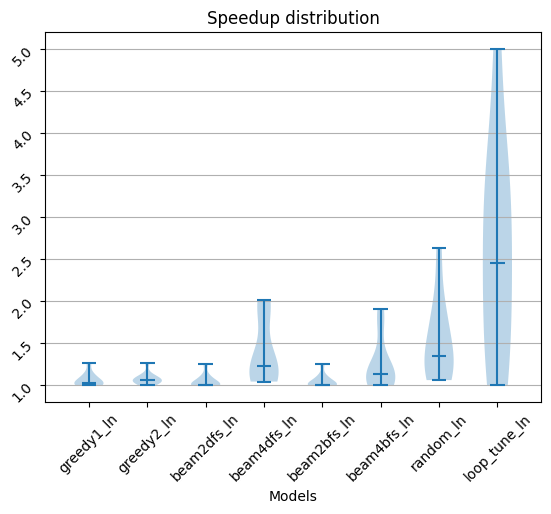 Speedup distribution
5.0
4.5
4.0
3.5
3.0
2.5
2.0
1.5
1.0
greedy1_ln
greedy2_ln
beam2dfs_ln
beam4dfs_ln
beam2bfs_ln
beam4bfs_ln
random_ln
loop_tune_ln
Models